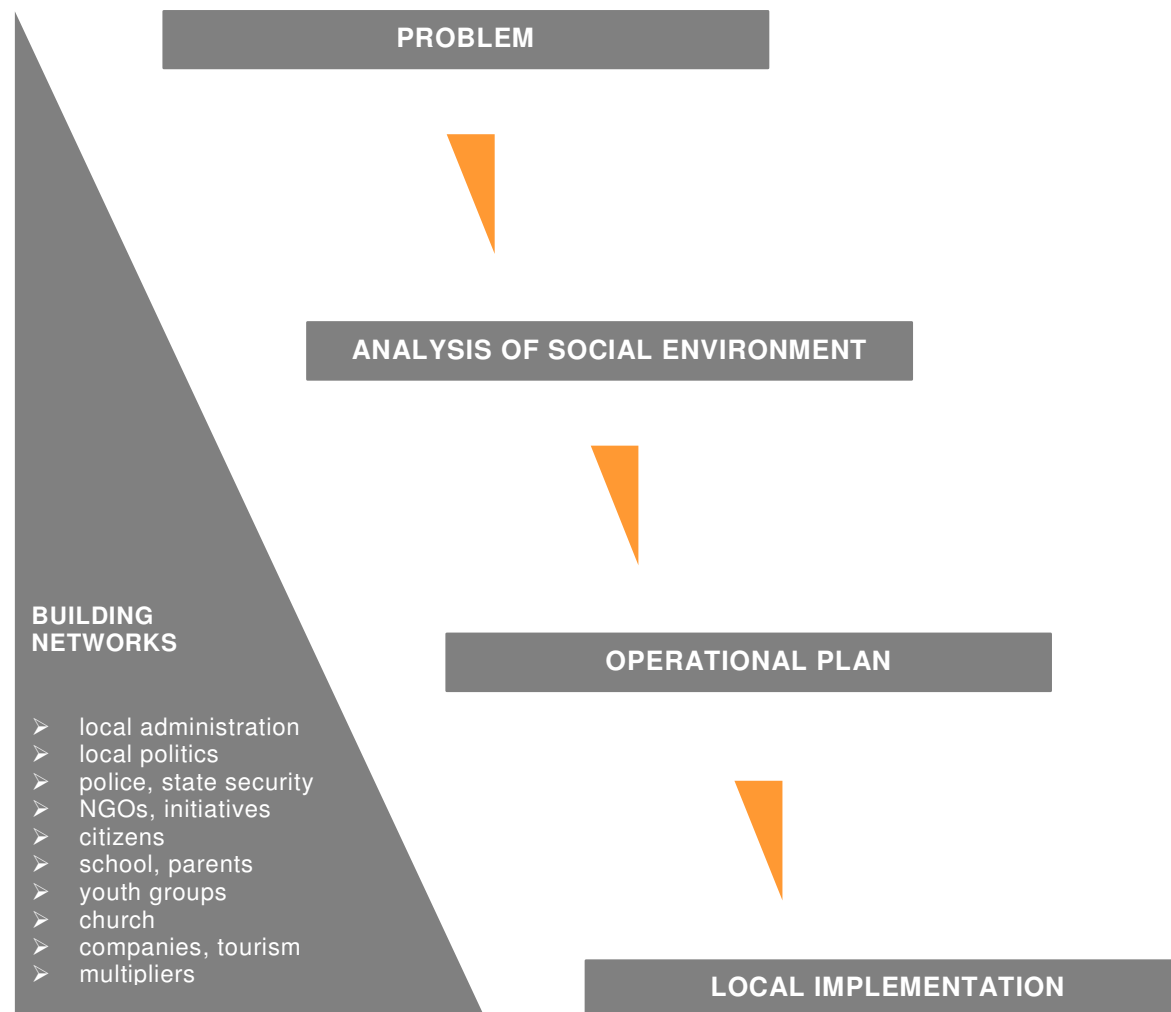 PROBLEM
ANALYSIS OF SOCIAL ENVIRONMENT
BUILDING
NETWORKS
OPERATIONAL PLAN
➢ local administration
➢ local politics
➢ police, state security
➢ NGOs, initiatives
➢ citizens
➢ school, parents
➢ youth groups
➢ church
➢ companies, tourism
➢ multipliers
LOCAL IMPLEMENTATION